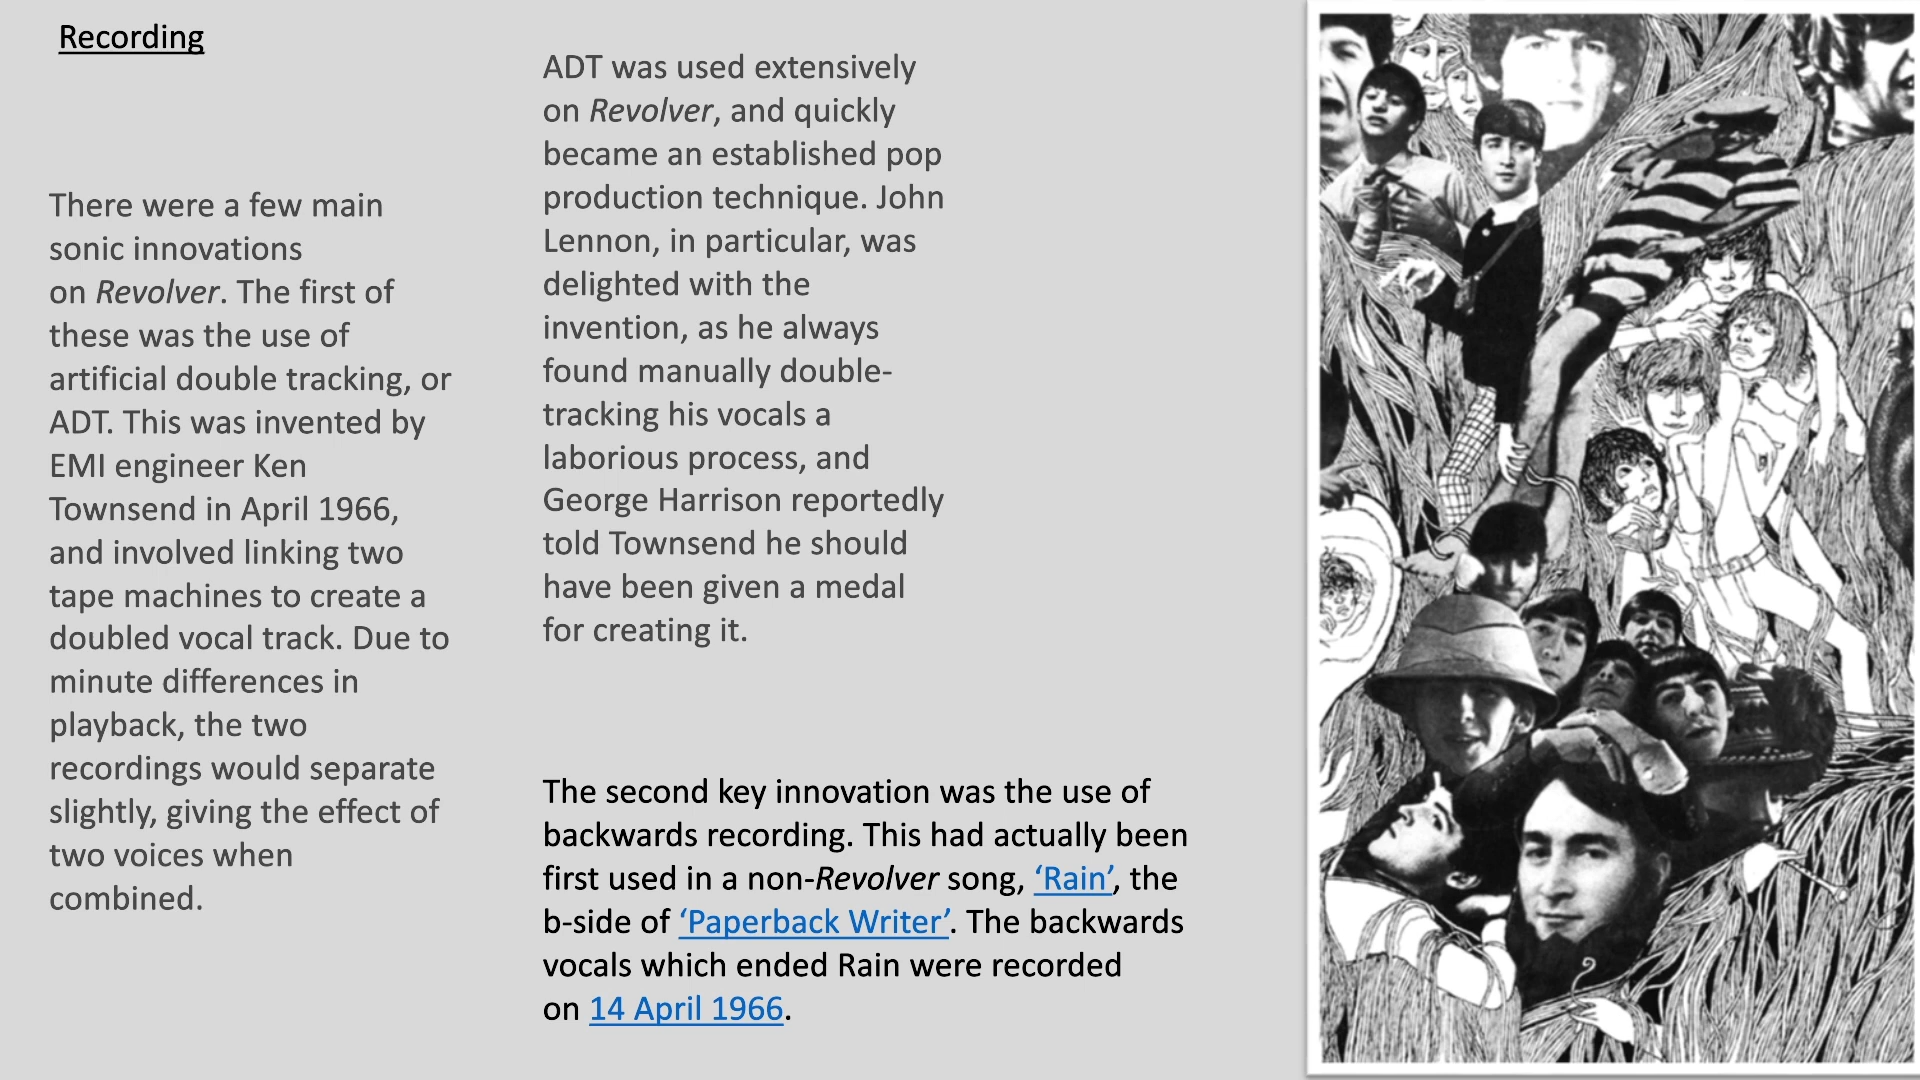 Recording
There were a few main
sonic innovations
on Revolver. The first of
these was the use of
artificial double tracking, or
ADT. This was invented by
EMI engineer Ken
Townsend in April 1966,
and involved linking two
tape machines to create a
doubled vocal track. Due to
minute differences in
playback, the two
recordings would separate
slightly, giving the effect of
two voices when
combined.
ADT was used extensively
on Revolver, and quickly
became an established pop
production technique. John
Lennon, in particular, was
delighted with the
invention, as he always
found manually double-
tracking his vocals a
laborious process, and
George Harrison reportedly
told Townsend he should
have been given a medal
for creating it.
The second key innovation was the use of
backwards recording. This had actually been
first used in a non-Revolver song, ‘Rain’, the
b-side of ‘Paperback Writer’. The backwards
vocals which ended Rain were recorded
on 14 April 1966.